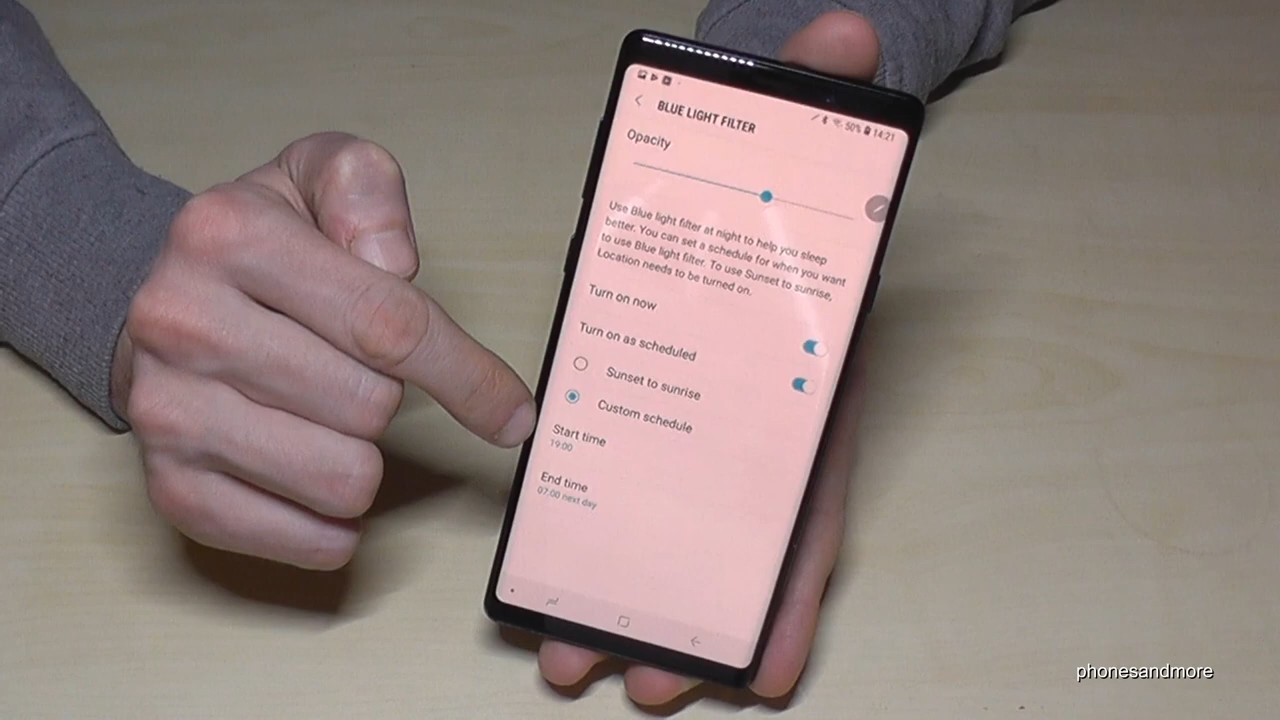 50% 14:21
BLUE LIGHT FILTER
Opacity
Use Blue light filter at night to help you sleep
better. You can set a schedule for when you want
to use Blue light filter. To use Sunset to sunrise,
Location needs to be turned on.
Turn on now
Turn on as scheduled
Sunset to sunrise
Custom schedule
Start time
19:00
End time
07:00 next day
phonesandmore